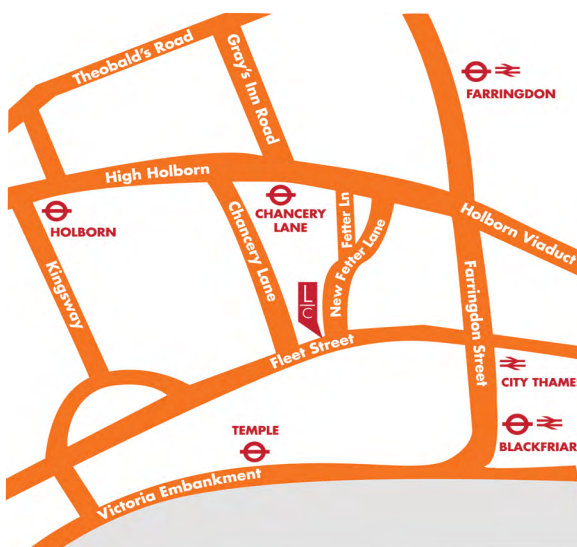 Theobald's Road
Gray's Inn Road
FARRINGDON
High Holborn
HOLBORN
CHANCERY
LANE
Fetter Ln
Holborn Viaduct
Chancery Lane
New Fetter Lane
Kingsway
L
C
Farringdon Street
Fleet Street
CITY THAME
TEMPLE
BLACKFRIAR
Victoria Embankment